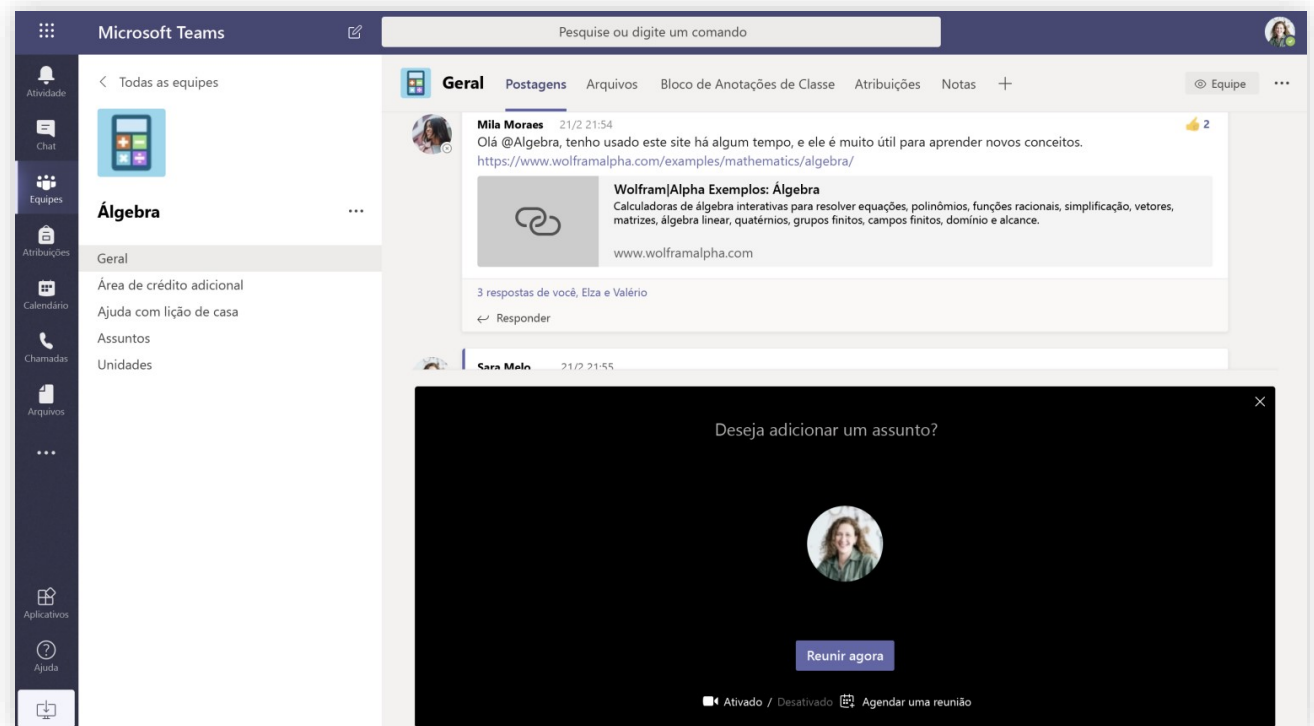 Microsoft Teams
Pesquise ou digite um comando
Atividade
Chat
Equipes
Atribuições
Calendário
Chamadas
Arquivos
Aplicativos
Ajuda
Todas as equipes
Álgebra
Geral
Área de crédito adicional
Ajuda com lição de casa
Assuntos
Unidades
Geral Postagens Arquivos Bloco de Anotações de Classe Atribuições Notas
Equipe
Mila Moraes 21/2 21:54
2
Olá @Algebra, tenho usado este site há algum tempo, e ele é muito útil para aprender novos conceitos.
https://www.wolframalpha.com/examples/mathematics/algebra/
Wolfram|Alpha Exemplos: Álgebra
Calculadoras de álgebra interativas para resolver equações, polinômios, funções racionais, simplificação, vetores,
matrizes, álgebra linear, quatérnios, grupos finitos, campos finitos, domínio e alcance.
www.wolframalpha.com
3 respostas de você, Elza e Valério
Responder
Sara Melo 21/2 21:55
Deseja adicionar um assunto?
Reunir agora
Ativado / Desativado Agendar uma reunião